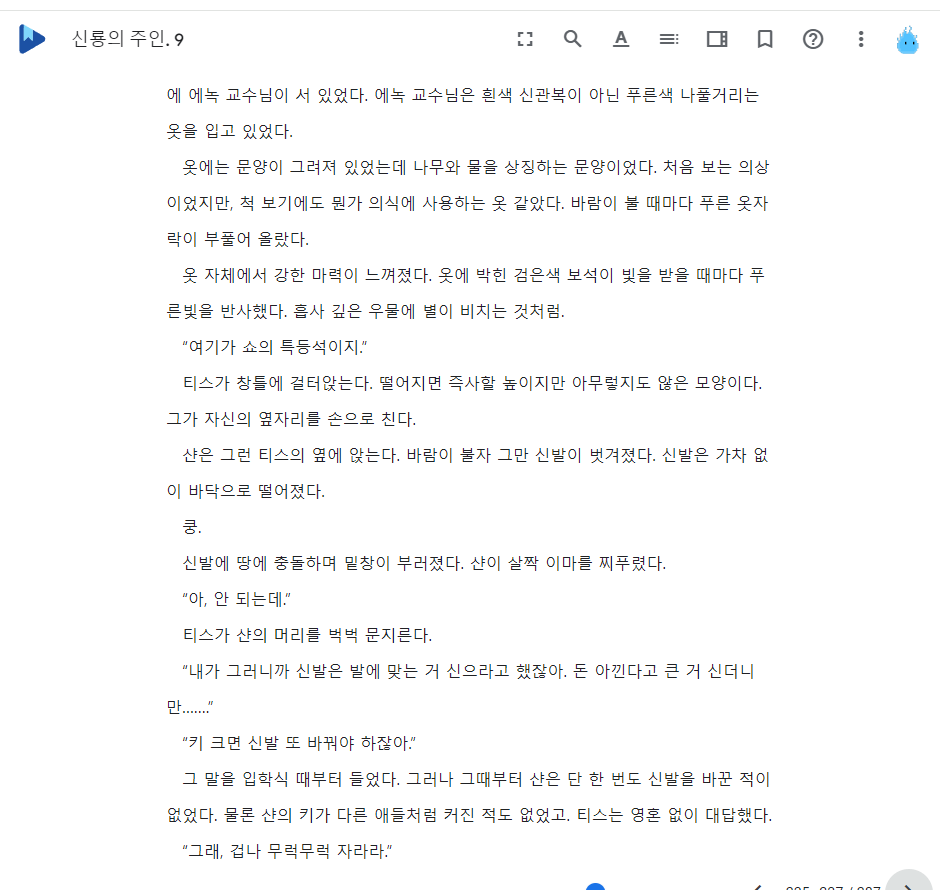 신룡의 주인. 9
에 에녹 교수님이 서 있었다. 에녹 교수님은 흰색 신관복이 아닌 푸른색 나풀거리는
옷을 입고 있었다.
옷에는 문양이 그려져 있었는데 나무와 물을 상징하는 문양이었다. 처음 보는 의상
이었지만, 척 보기에도 뭔가 의식에 사용하는 옷 같았다. 바람이 불 때마다 푸른 옷자
락이 부풀어 올랐다.
옷 자체에서 강한 마력이 느껴졌다. 옷에 박힌 검은색 보석이 빛을 받을 때마다 푸
른빛을 반사했다. 흡사 깊은 우물에 별이 비치는 것처럼.
“여기가 쇼의 특등석이지.”
티스가 창틀에 걸터앉는다. 떨어지면 즉사할 높이지만 아무렇지도 않은 모양이다.
그가 자신의 옆자리를 손으로 친다.
샨은 그런 티스의 옆에 앉는다. 바람이 불자 그만 신발이 벗겨졌다. 신발은 가차 없
이 바닥으로 떨어졌다.
쿵.
신발에 땅에 충돌하며 밑창이 부러졌다. 샨이 살짝 이마를 찌푸렸다.
“아, 안 되는데.”
티스가 샨의 머리를 벅벅 문지른다.
“내가 그러니까 신발은 발에 맞는 거 신으라고 했잖아. 돈 아낀다고 큰 거 신더니
만…….”
“키 크면 신발 또 바꿔야 하잖아.”
그 말을 입학식 때부터 들었다. 그러나 그때부터 샨은 단 한 번도 신발을 바꾼 적이
없었다. 물론 샨의 키가 다른 애들처럼 커진 적도 없었고. 티스는 영혼 없이 대답했다.
“그래, 겁나 무럭무럭 자라라.”